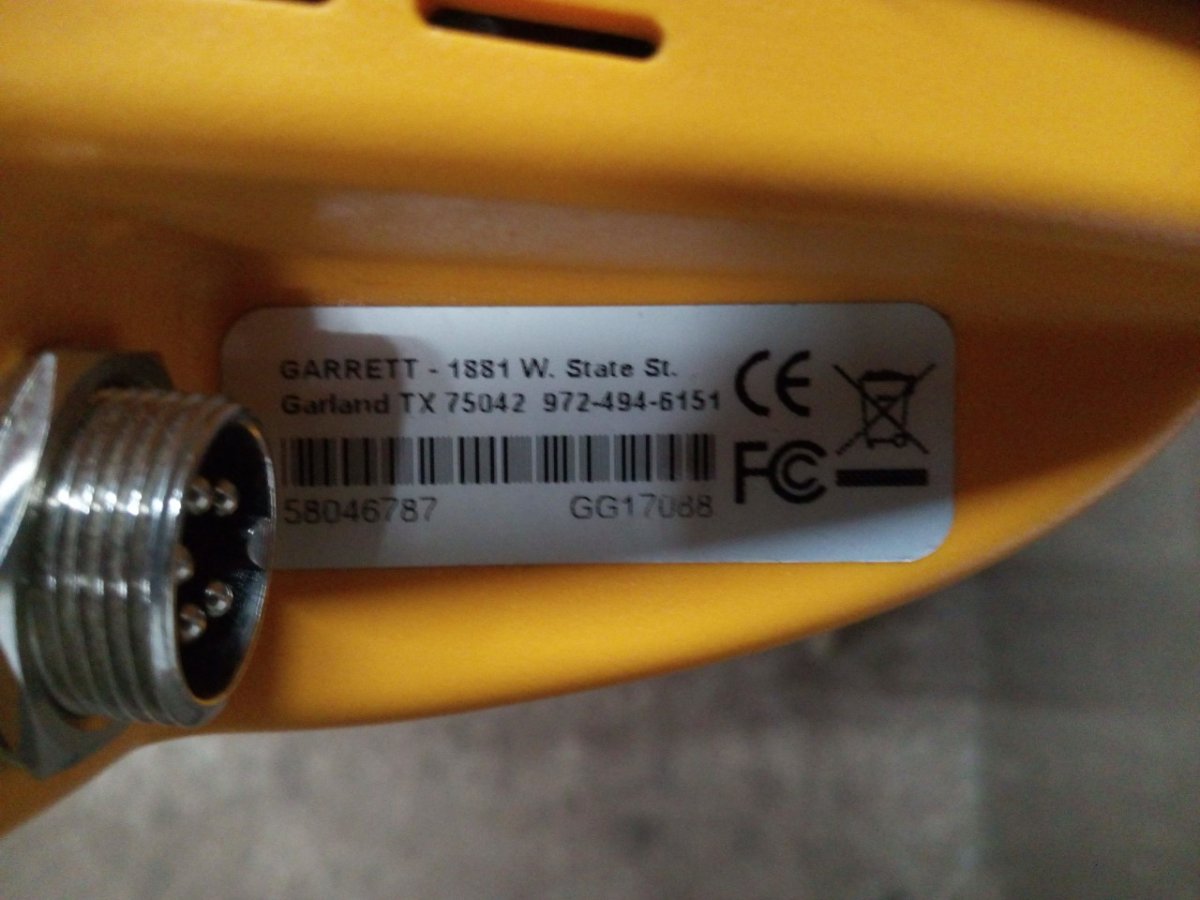 GARRETT - 1881 W. State St.
Garland TX 75042 972-494-6151
58046787 GG17088
CE
FC